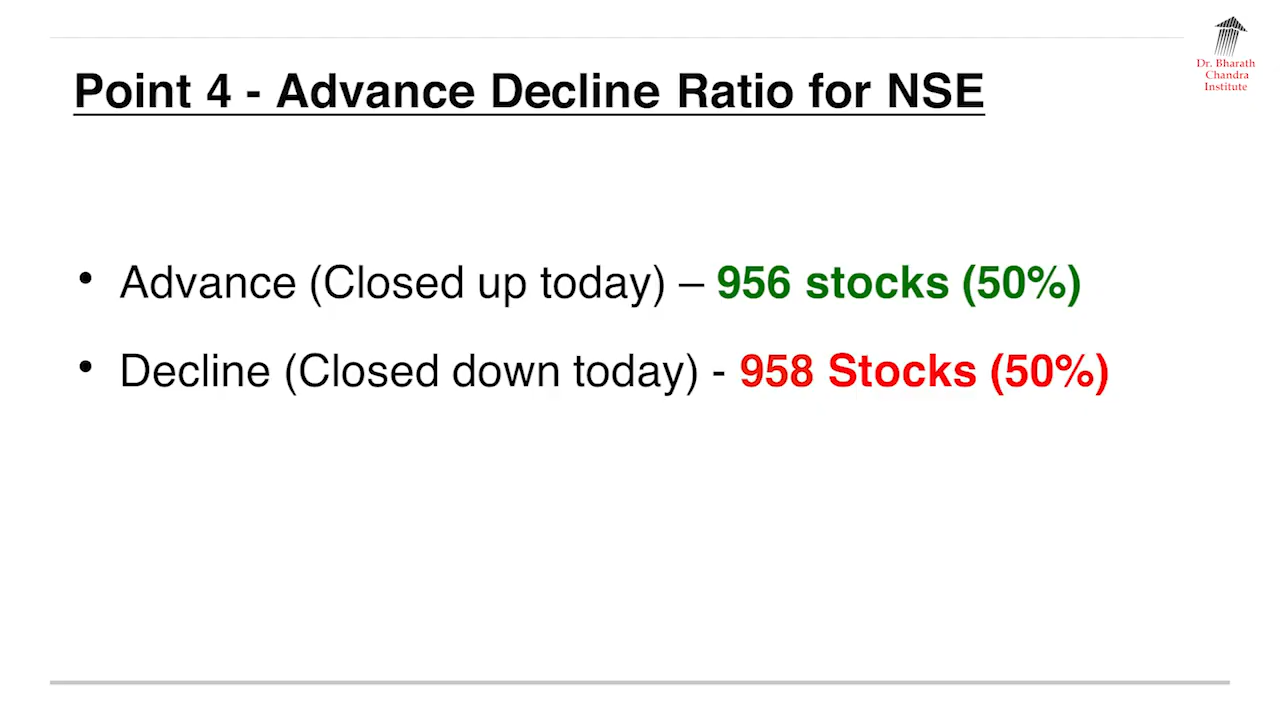 Dr. Bharath
Chandra
Institute
Point 4 - Advance Decline Ratio for NSE
• Advance (Closed up today) – 956 stocks (50%)
• Decline (Closed down today) - 958 Stocks (50%)